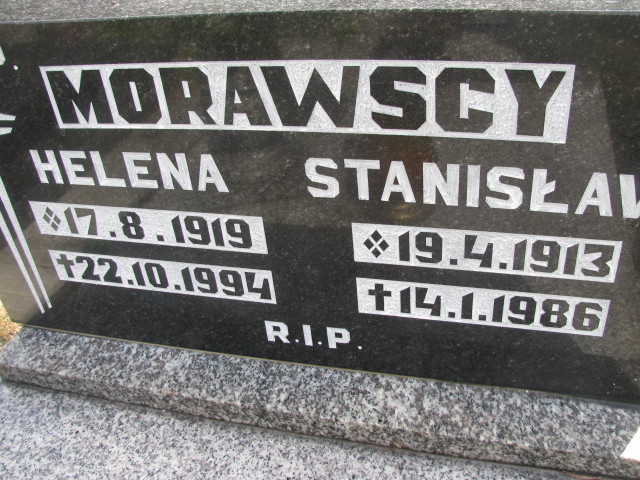 MORAWSCY
HELENA STANISŁAW
17.8.1919 19.4.1913
†22.10.1994 †14.1.1986
R.I.P.